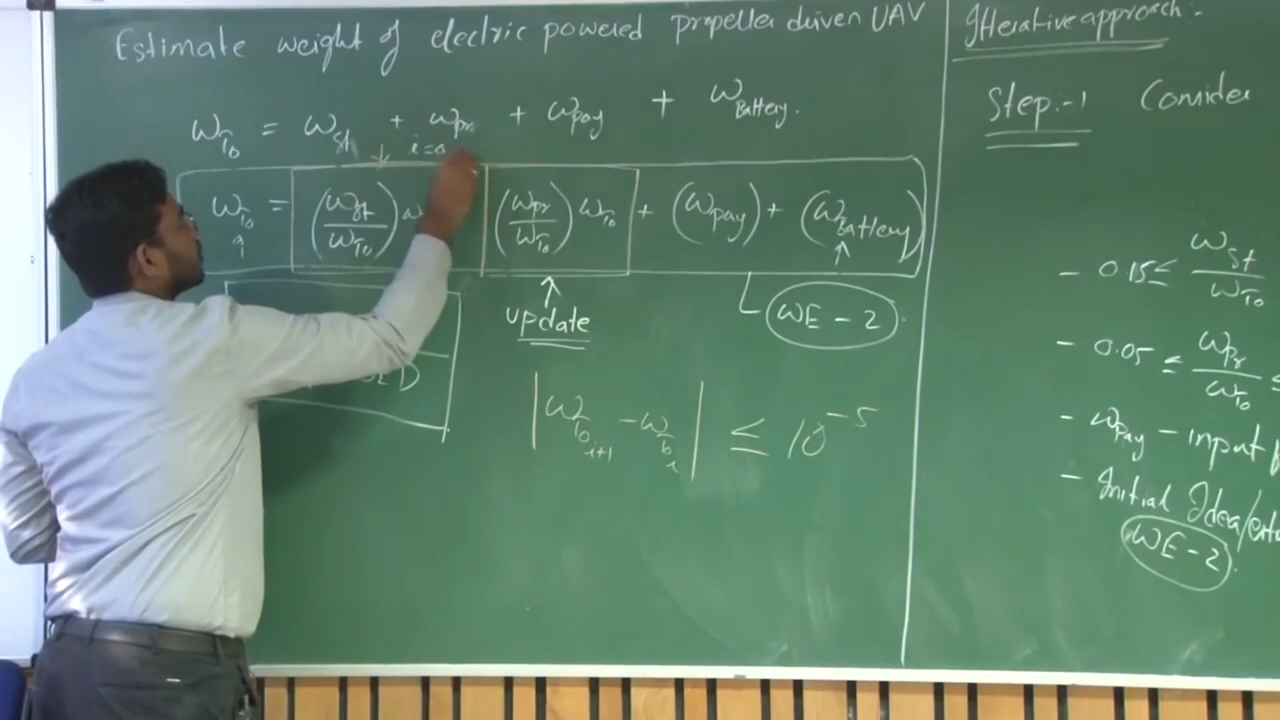 Estimate weight of electric powered propeller driven UAV
W_To = W_st + W_pr + W_pay + W_Battery.
i=0
W_To = (W_st/W_To) W + (W_pr/W_To) W_To + (W_pay) + (W_Battery)
update
WE-2.
|W_To_i+1 - W_To_i| ≤ 10^-5
Iterative approach:-
Step:-1 Consider
- 0.15 ≤ W_st/W_To
- 0.05 ≤ W_pr/W_To ≤
- W_pay - input
- Initial Idea/
WE-2.